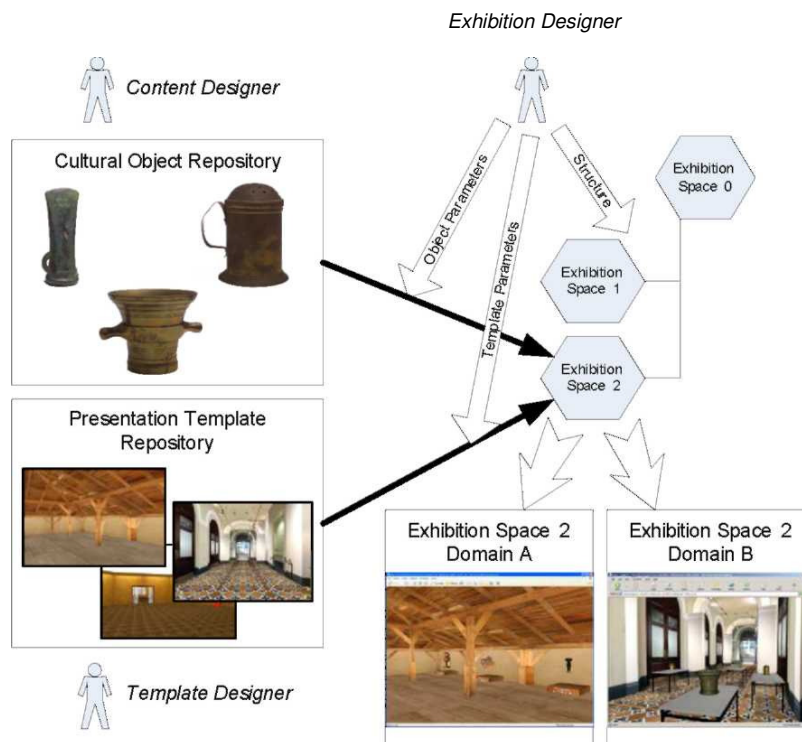 Exhibition Designer
Content Designer
Cultural Object Repository
Object Parameters
Template Parameters
Structure
Exhibition
Space 0
Exhibition
Space 1
Exhibition
Space 2
Presentation Template
Repository
Exhibition Space 2
Domain A
Exhibition Space 2
Domain B
Template Designer